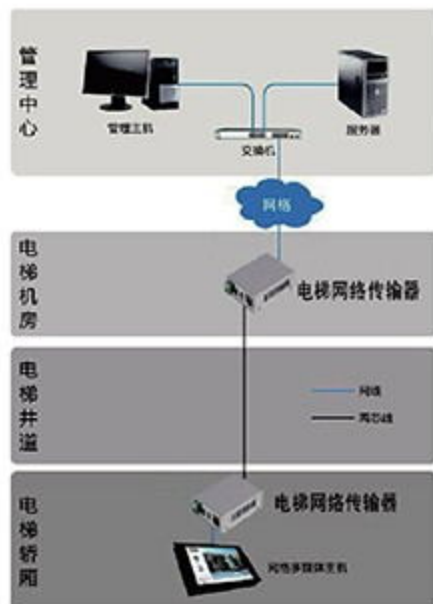 管理中心
管理主机
服务器
交换机
网络
电梯机房
电梯网络传输器
电梯井道
网线
两芯线
电梯轿厢
电梯网络传输器
网络多媒体主机